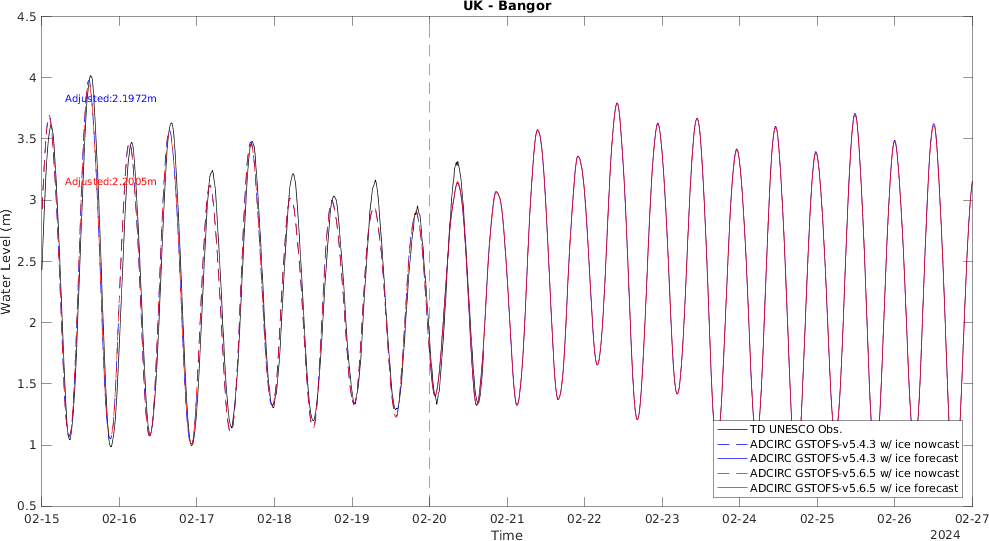 UK - Bangor
4.5
4
3.5
3
2.5
2
1.5
1
0.5
Water Level (m)
Adjusted:2.1972m
Adjusted:2.2005m
TD UNESCO Obs.
ADCIRC GSTOFS-v5.4.3 w/ ice nowcast
ADCIRC GSTOFS-v5.4.3 w/ ice forecast
ADCIRC GSTOFS-v5.6.5 w/ ice nowcast
ADCIRC GSTOFS-v5.6.5 w/ ice forecast
02-15 02-16 02-17 02-18 02-19 02-20 02-21 02-22 02-23 02-24 02-25 02-26 02-27
Time
2024